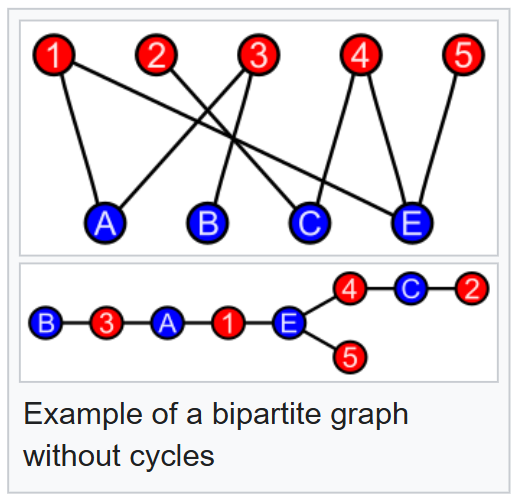 1 2 3 4 5
A B C E
4 C 2
B 3 A 1 E
5
Example of a bipartite graph
without cycles